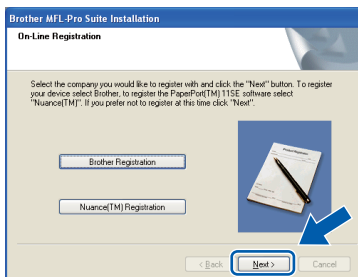 Brother MFL-Pro Suite Installation
On-Line Registration
Select the company you would like to register with and click the "Next" button. To register
your device select Brother, to register the PaperPort(TM) 11SE software select
"Nuance(TM)". If you prefer not to register at this time click "Next".
Product Registration
Brother Registration
Nuance(TM) Registration
< Back
Next >
Cancel